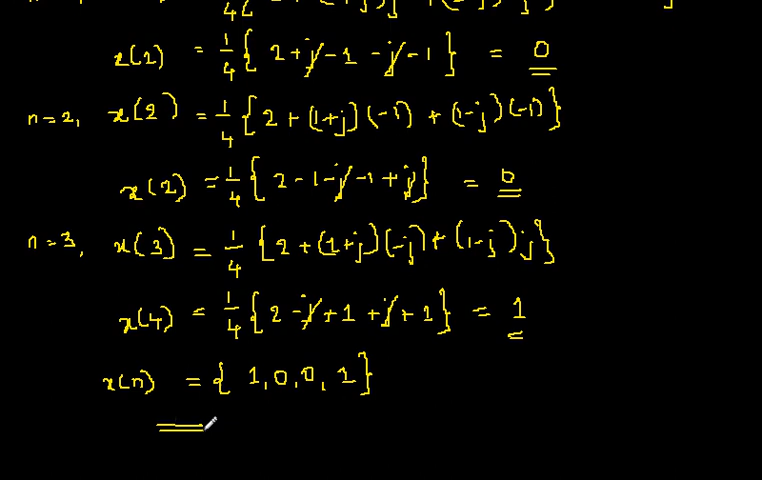 x(1) = 1/4 { 2+j-1 -j-1 } = 0
n=2, x(2) = 1/4 { 2 + (1+j)(-1) + (1-j)(-1) }
x(2) = 1/4 { 2 -1 -j -1 + j } = 0
n=3, x(3) = 1/4 { 2 + (1+j)(-j) + (1-j) j }
x(4) = 1/4 { 2 -j +1 +j +1 } = 1
x(n) = { 1, 0, 0, 1 }